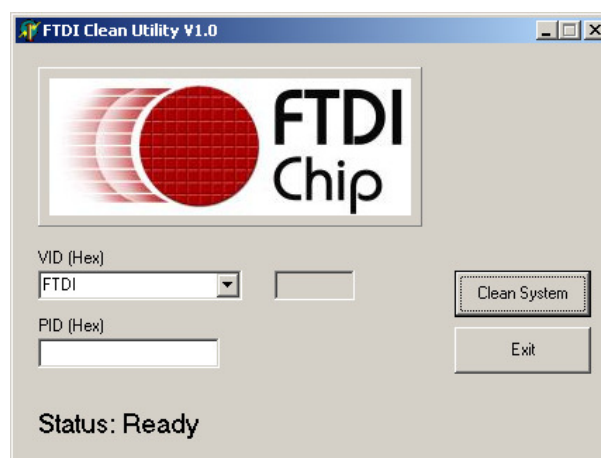 FTDI Clean Utility V1.0
FTDI
Chip
VID (Hex)
FTDI
Clean System
PID (Hex)
Exit
Status: Ready